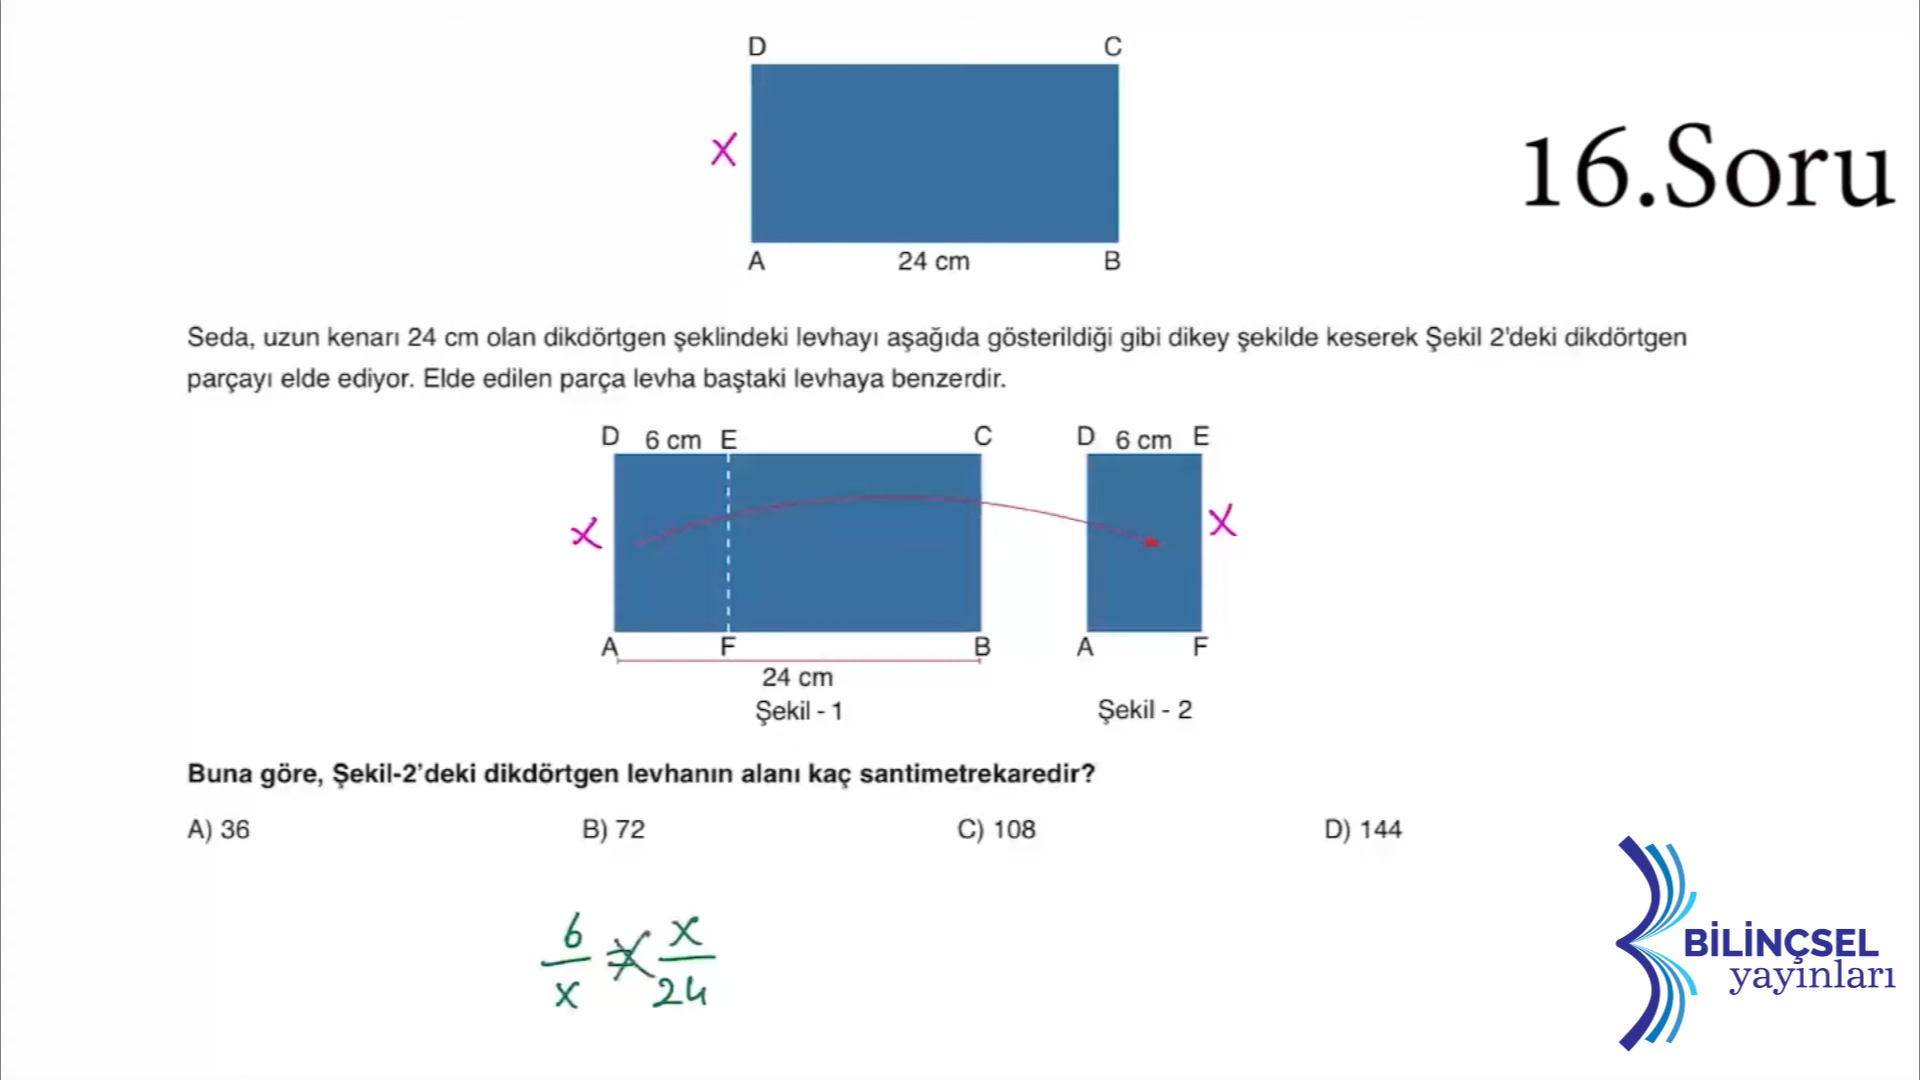 D C
X
16.Soru
A 24 cm B
Seda, uzun kenarı 24 cm olan dikdörtgen şeklindeki levhayı aşağıda gösterildiği gibi dikey şekilde keserek Şekil 2'deki dikdörtgen
parçayı elde ediyor. Elde edilen parça levha baştaki levhaya benzerdir.
D 6 cm E C D 6 cm E
x X
A F B A F
24 cm
Şekil - 1 Şekil - 2
Buna göre, Şekil-2'deki dikdörtgen levhanın alanı kaç santimetrekaredir?
A) 36 B) 72 C) 108 D) 144
6 x
=
x 24
BİLİNÇSEL
yayınları